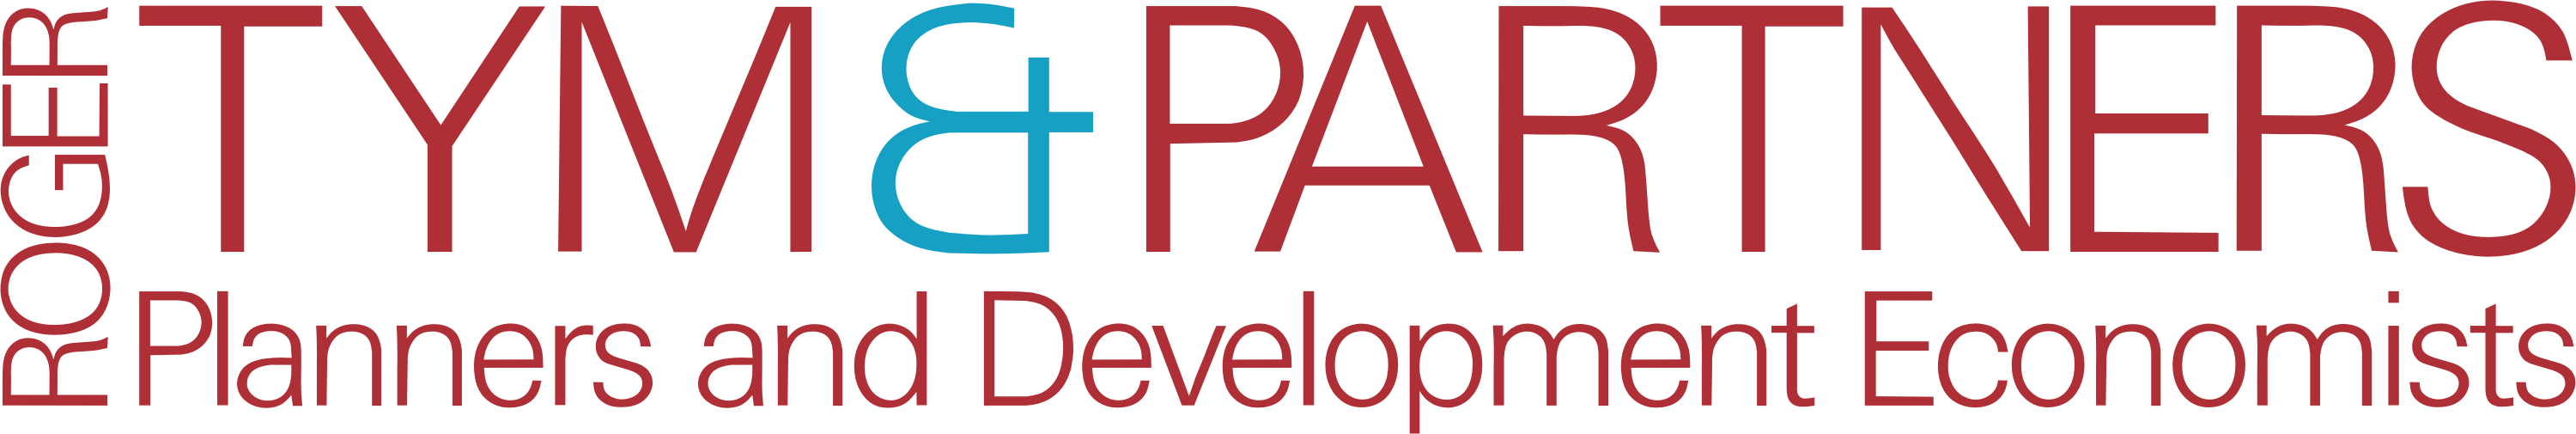 ROGER
TYM & PARTNERS
Planners and Development Economists